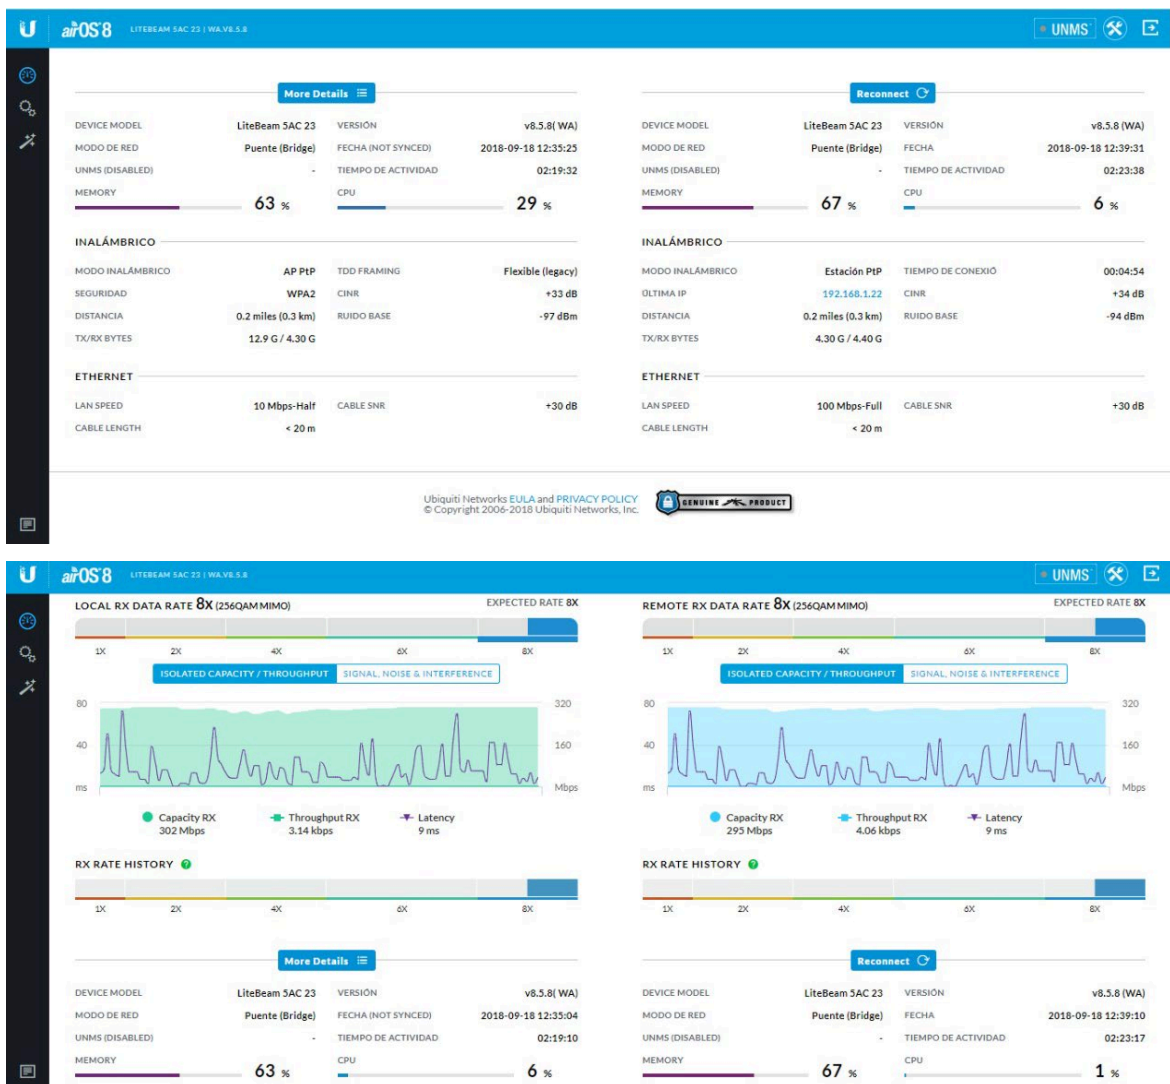 airOS 8 LITEBEAM 5AC 23 | WA.V8.5.8 UNMS
More Details Reconnect
DEVICE MODEL LiteBeam 5AC 23 VERSIÓN v8.5.8( WA) DEVICE MODEL LiteBeam 5AC 23 VERSIÓN v8.5.8 (WA)
MODO DE RED Puente (Bridge) FECHA (NOT SYNCED) 2018-09-18 12:35:25 MODO DE RED Puente (Bridge) FECHA 2018-09-18 12:39:31
UNMS (DISABLED) - TIEMPO DE ACTIVIDAD 02:19:32 UNMS (DISABLED) - TIEMPO DE ACTIVIDAD 02:23:38
MEMORY 63 % CPU 29 % MEMORY 67 % CPU 6 %
INALÁMBRICO INALÁMBRICO
MODO INALÁMBRICO AP PtP TDD FRAMING Flexible (legacy) MODO INALÁMBRICO Estación PtP TIEMPO DE CONEXIÓ 00:04:54
SEGURIDAD WPA2 CINR +33 dB ÚLTIMA IP 192.168.1.22 CINR +34 dB
DISTANCIA 0.2 miles (0.3 km) RUIDO BASE -97 dBm DISTANCIA 0.2 miles (0.3 km) RUIDO BASE -94 dBm
TX/RX BYTES 12.9 G / 4.30 G TX/RX BYTES 4.30 G / 4.40 G
ETHERNET ETHERNET
LAN SPEED 10 Mbps-Half CABLE SNR +30 dB LAN SPEED 100 Mbps-Full CABLE SNR +30 dB
CABLE LENGTH < 20 m CABLE LENGTH < 20 m
Ubiquiti Networks EULA and PRIVACY POLICY
© Copyright 2006-2018 Ubiquiti Networks, Inc.
GENUINE PRODUCT
airOS 8 LITEBEAM 5AC 23 | WA.V8.5.8 UNMS
LOCAL RX DATA RATE 8X (256QAM MIMO) EXPECTED RATE 8X REMOTE RX DATA RATE 8X (256QAM MIMO) EXPECTED RATE 8X
1X 2X 4X 6X 8X 1X 2X 4X 6X 8X
ISOLATED CAPACITY / THROUGHPUT SIGNAL, NOISE & INTERFERENCE ISOLATED CAPACITY / THROUGHPUT SIGNAL, NOISE & INTERFERENCE
80 320 80 320
40 160 40 160
ms Mbps ms Mbps
Capacity RX Throughput RX Latency Capacity RX Throughput RX Latency
302 Mbps 3.14 kbps 9 ms 295 Mbps 4.06 kbps 9 ms
RX RATE HISTORY ? RX RATE HISTORY ?
1X 2X 4X 6X 8X 1X 2X 4X 6X 8X
More Details Reconnect
DEVICE MODEL LiteBeam 5AC 23 VERSIÓN v8.5.8( WA) DEVICE MODEL LiteBeam 5AC 23 VERSIÓN v8.5.8 (WA)
MODO DE RED Puente (Bridge) FECHA (NOT SYNCED) 2018-09-18 12:35:04 MODO DE RED Puente (Bridge) FECHA 2018-09-18 12:39:10
UNMS (DISABLED) - TIEMPO DE ACTIVIDAD 02:19:10 UNMS (DISABLED) - TIEMPO DE ACTIVIDAD 02:23:17
MEMORY 63 % CPU 6 % MEMORY 67 % CPU 1 %